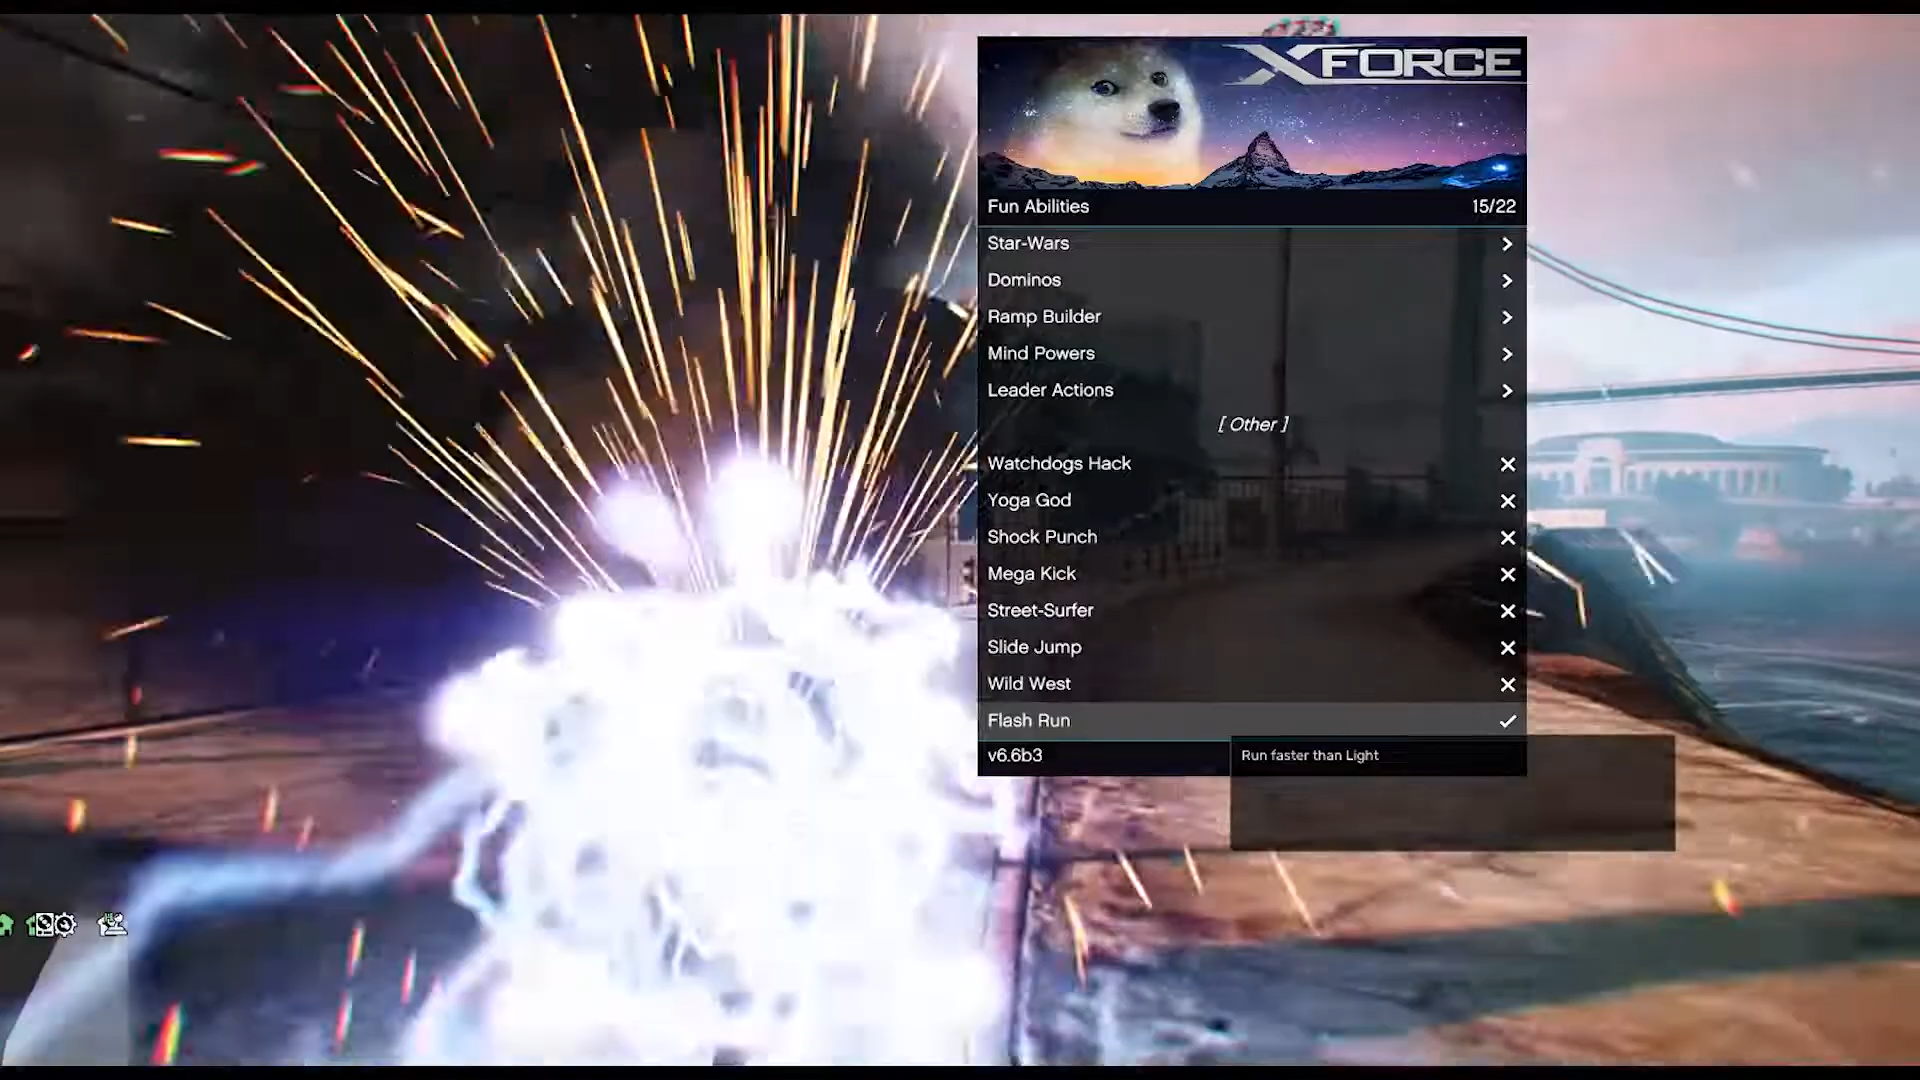 XFORCE
Fun Abilities 15/22
Star-Wars
Dominos
Ramp Builder
Mind Powers
Leader Actions
[ Other ]
Watchdogs Hack
Yoga God
Shock Punch
Mega Kick
Street-Surfer
Slide Jump
Wild West
Flash Run
v6.6b3
Run faster than Light